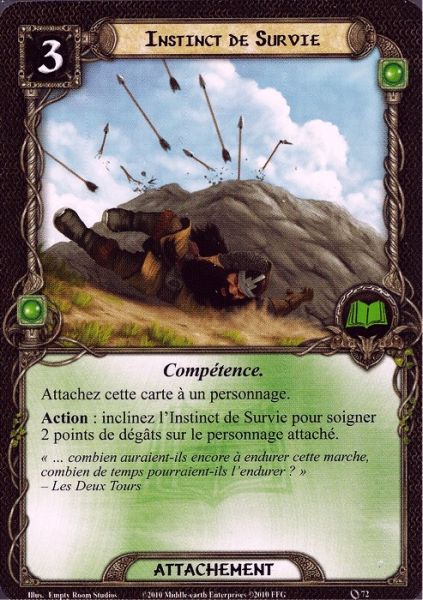 3
INSTINCT DE SURVIE
Compétence.
Attachez cette carte à un personnage.
Action : inclinez l'Instinct de Survie pour soigner
2 points de dégâts sur le personnage attaché.
« ... combien auraient-ils encore à endurer cette marche,
combien de temps pourraient-ils l'endurer ? »
– Les Deux Tours
ATTACHEMENT
Illus. Empty Room Studios ©2010 Middle-earth Enterprises ©2010 FFG 72